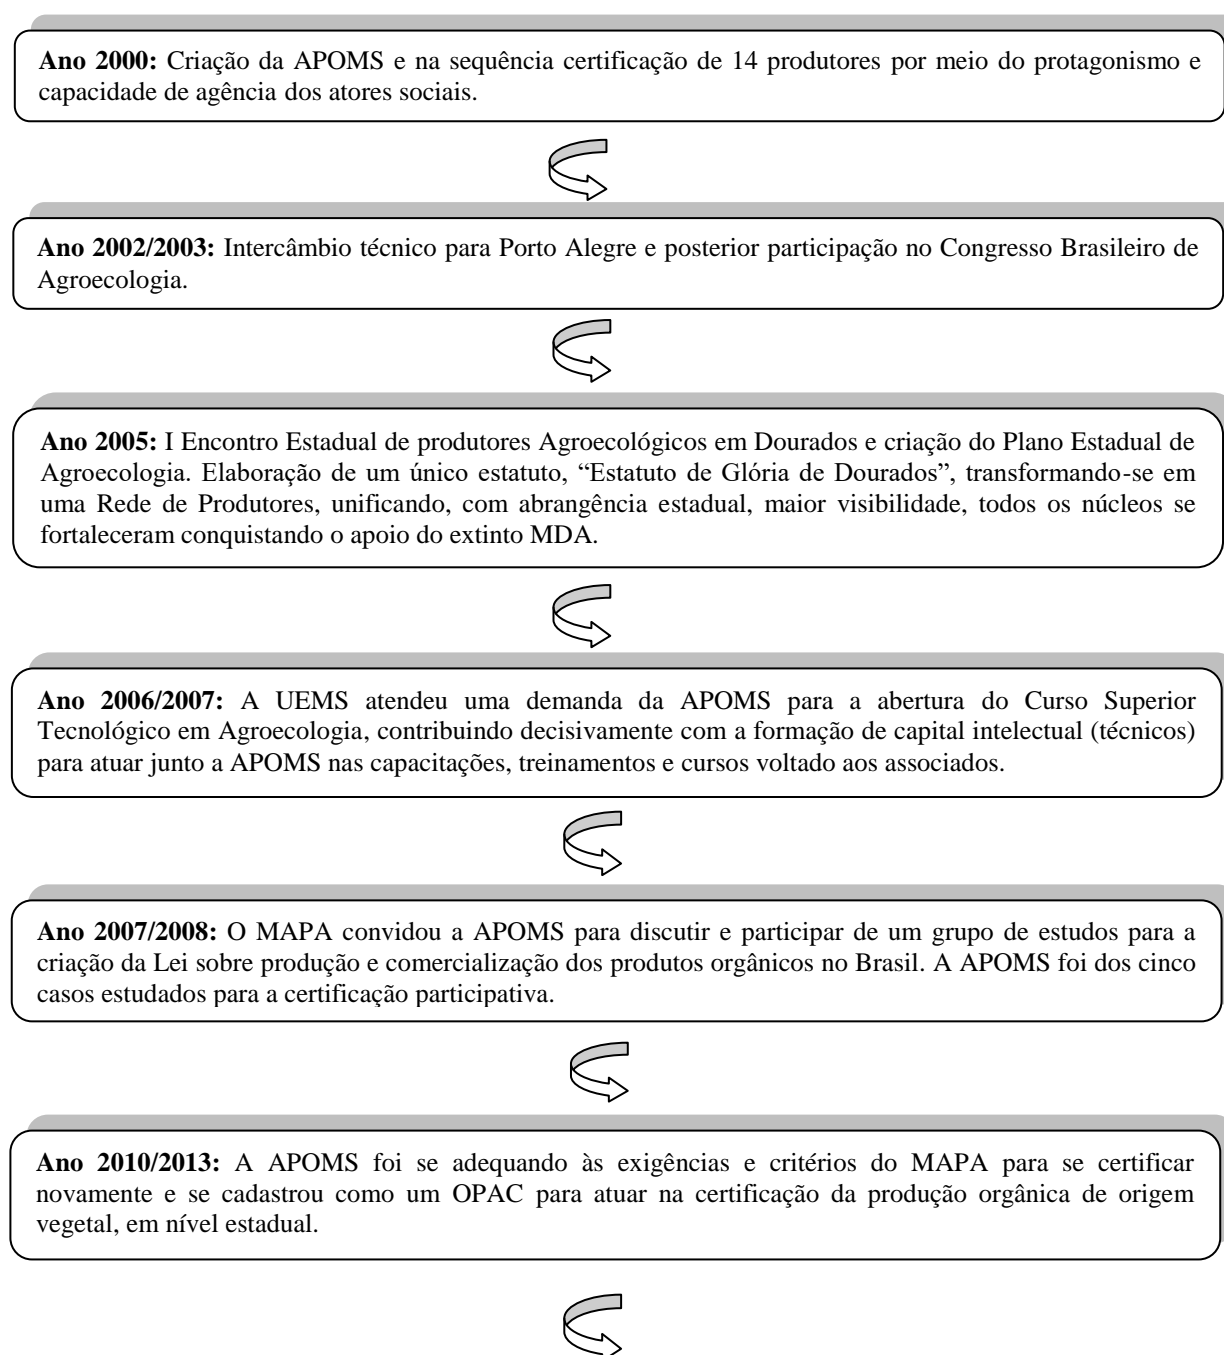 Ano 2000: Criação da APOMS e na sequência certificação de 14 produtores por meio do protagonismo e
capacidade de agência dos atores sociais.
Ano 2002/2003: Intercâmbio técnico para Porto Alegre e posterior participação no Congresso Brasileiro de
Agroecologia.
Ano 2005: I Encontro Estadual de produtores Agroecológicos em Dourados e criação do Plano Estadual de
Agroecologia. Elaboração de um único estatuto, “Estatuto de Glória de Dourados”, transformando-se em
uma Rede de Produtores, unificando, com abrangência estadual, maior visibilidade, todos os núcleos se
fortaleceram conquistando o apoio do extinto MDA.
Ano 2006/2007: A UEMS atendeu uma demanda da APOMS para a abertura do Curso Superior
Tecnológico em Agroecologia, contribuindo decisivamente com a formação de capital intelectual (técnicos)
para atuar junto a APOMS nas capacitações, treinamentos e cursos voltado aos associados.
Ano 2007/2008: O MAPA convidou a APOMS para discutir e participar de um grupo de estudos para a
criação da Lei sobre produção e comercialização dos produtos orgânicos no Brasil. A APOMS foi dos cinco
casos estudados para a certificação participativa.
Ano 2010/2013: A APOMS foi se adequando às exigências e critérios do MAPA para se certificar
novamente e se cadastrou como um OPAC para atuar na certificação da produção orgânica de origem
vegetal, em nível estadual.